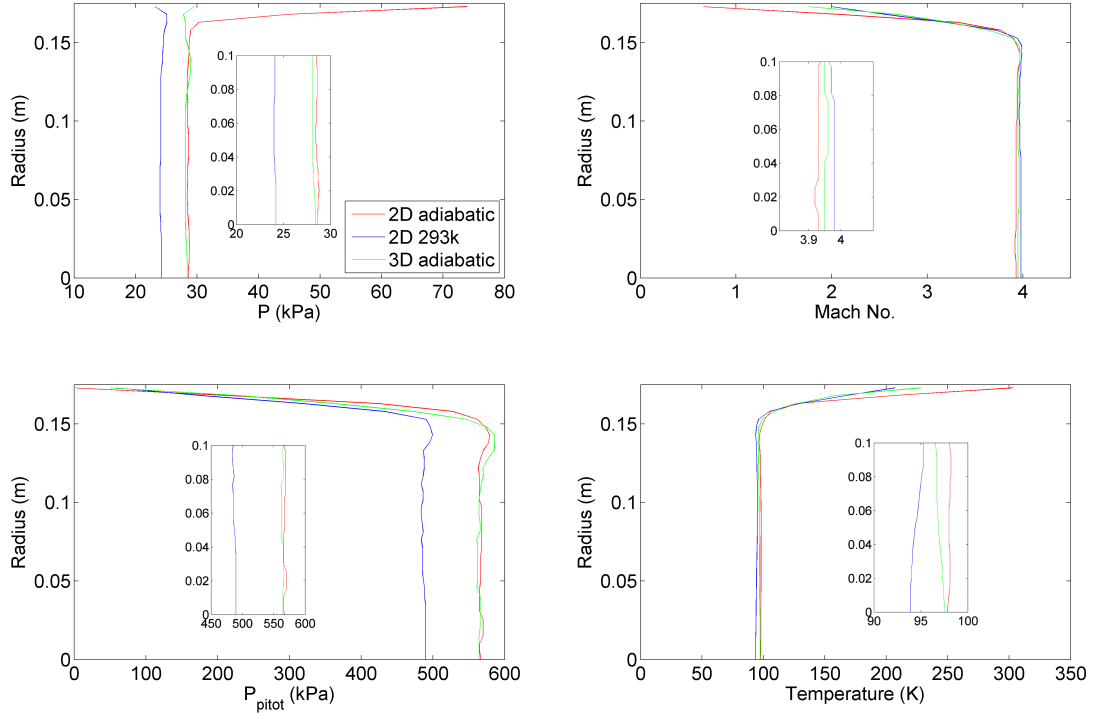 0.15
0.1
0.05
0
Radius (m)
10 20 30 40 50 60 70 80
P (kPa)
0.1
0.08
0.06
0.04
0.02
0
20 25 30
2D adiabatic
2D 293k
3D adiabatic
0.15
0.1
0.05
0
Radius (m)
0 1 2 3 4
Mach No.
0.1
0.08
0.06
0.04
0.02
0
3.9 4
0.15
0.1
0.05
0
Radius (m)
0 100 200 300 400 500 600
P_pitot (kPa)
0.1
0.08
0.06
0.04
0.02
0
450 500 550 600
0.15
0.1
0.05
0
Radius (m)
0 50 100 150 200 250 300 350
Temperature (K)
0.1
0.08
0.06
0.04
0.02
0
90 95 100